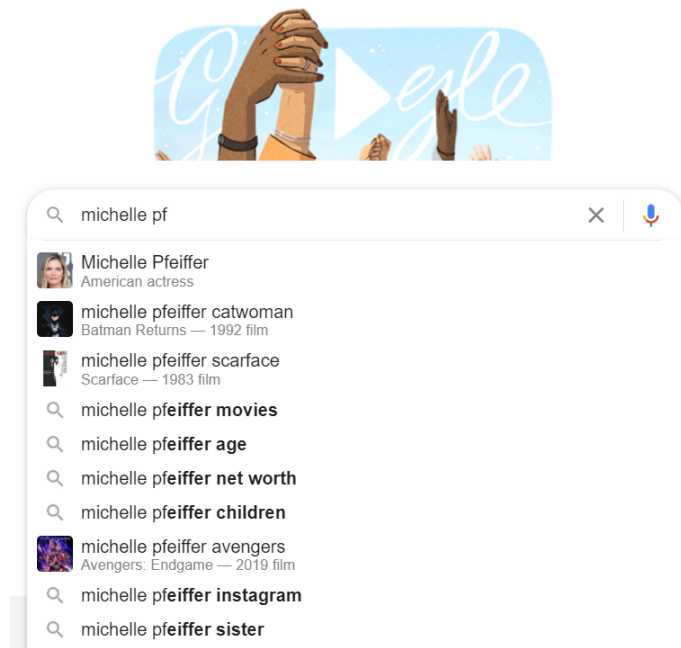 Google
michelle pf
Michelle Pfeiffer
American actress
michelle pfeiffer catwoman
Batman Returns — 1992 film
michelle pfeiffer scarface
Scarface — 1983 film
michelle pfeiffer movies
michelle pfeiffer age
michelle pfeiffer net worth
michelle pfeiffer children
michelle pfeiffer avengers
Avengers: Endgame — 2019 film
michelle pfeiffer instagram
michelle pfeiffer sister